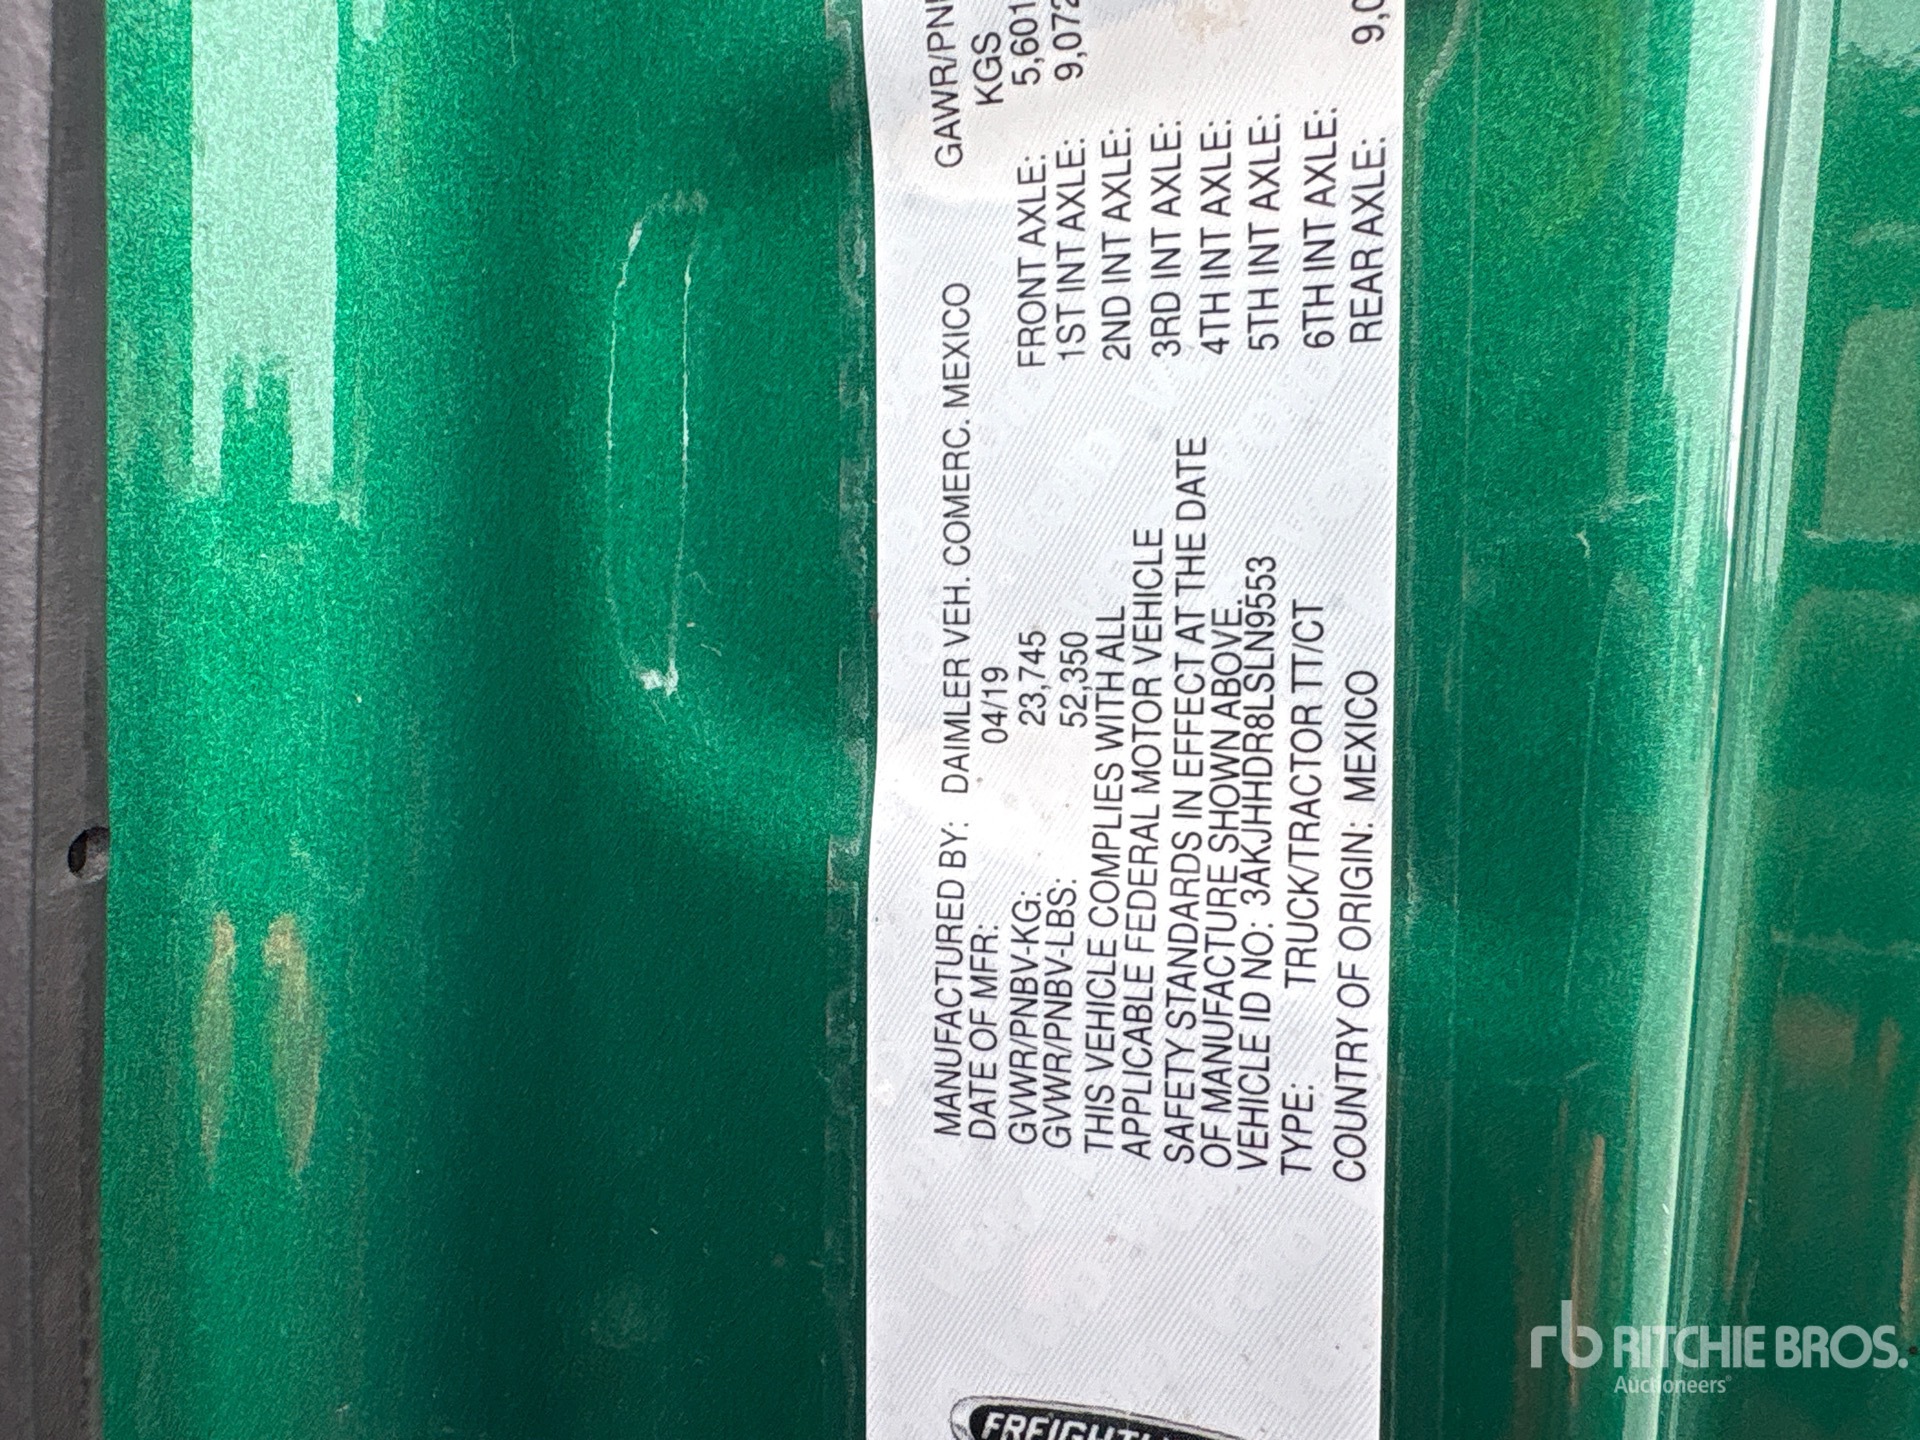 MANUFACTURED BY: DAIMLER VEH. COMERC. MEXICO
DATE OF MFR: 04/19
GVWR/PNBV-KG: 23,745
GVWR/PNBV-LBS: 52,350
THIS VEHICLE COMPLIES WITH ALL
APPLICABLE FEDERAL MOTOR VEHICLE
SAFETY STANDARDS IN EFFECT AT THE DATE
OF MANUFACTURE SHOWN ABOVE.
VEHICLE ID NO: 3AKJHHDR8LSLN9553
TYPE: TRUCK/TRACTOR TT/CT
COUNTRY OF ORIGIN: MEXICO
KGS
FRONT AXLE: 5,601
1ST INT AXLE: 9,072
2ND INT AXLE:
3RD INT AXLE:
4TH INT AXLE:
5TH INT AXLE:
6TH INT AXLE:
REAR AXLE:
rb RITCHIE BROS.
Auctioneers